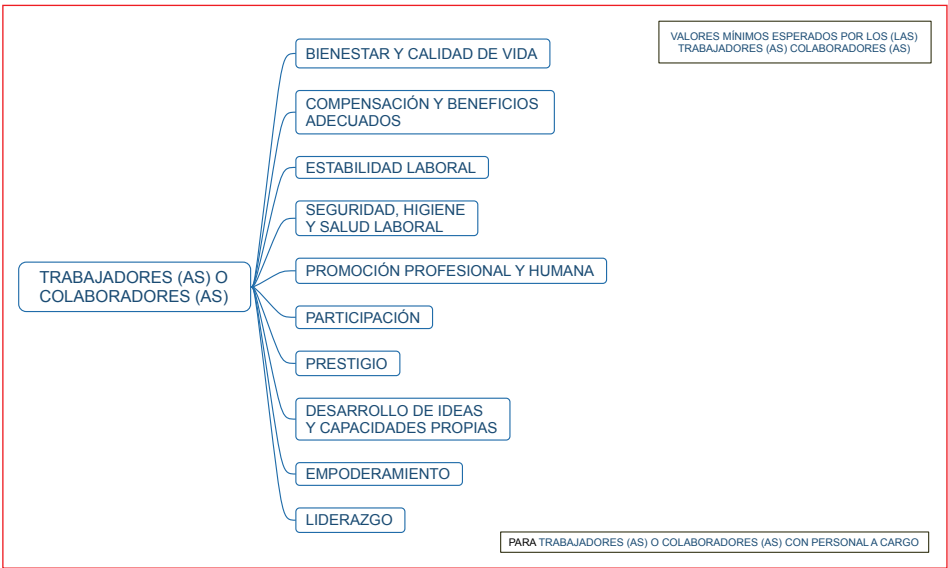 VALORES MÍNIMOS ESPERADOS POR LOS (LAS)
TRABAJADORES (AS) COLABORADORES (AS)
BIENESTAR Y CALIDAD DE VIDA
COMPENSACIÓN Y BENEFICIOS
ADECUADOS
ESTABILIDAD LABORAL
SEGURIDAD, HIGIENE
Y SALUD LABORAL
TRABAJADORES (AS) O
COLABORADORES (AS)
PROMOCIÓN PROFESIONAL Y HUMANA
PARTICIPACIÓN
PRESTIGIO
DESARROLLO DE IDEAS
Y CAPACIDADES PROPIAS
EMPODERAMIENTO
LIDERAZGO
PARA TRABAJADORES (AS) O COLABORADORES (AS) CON PERSONAL A CARGO